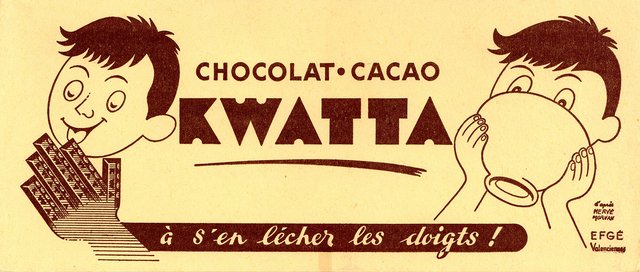 CHOCOLAT • CACAO
KWATTA
à s'en lécher les doigts !
d'après
HERVÉ
MORVAN
EFGÉ
Valenciennes